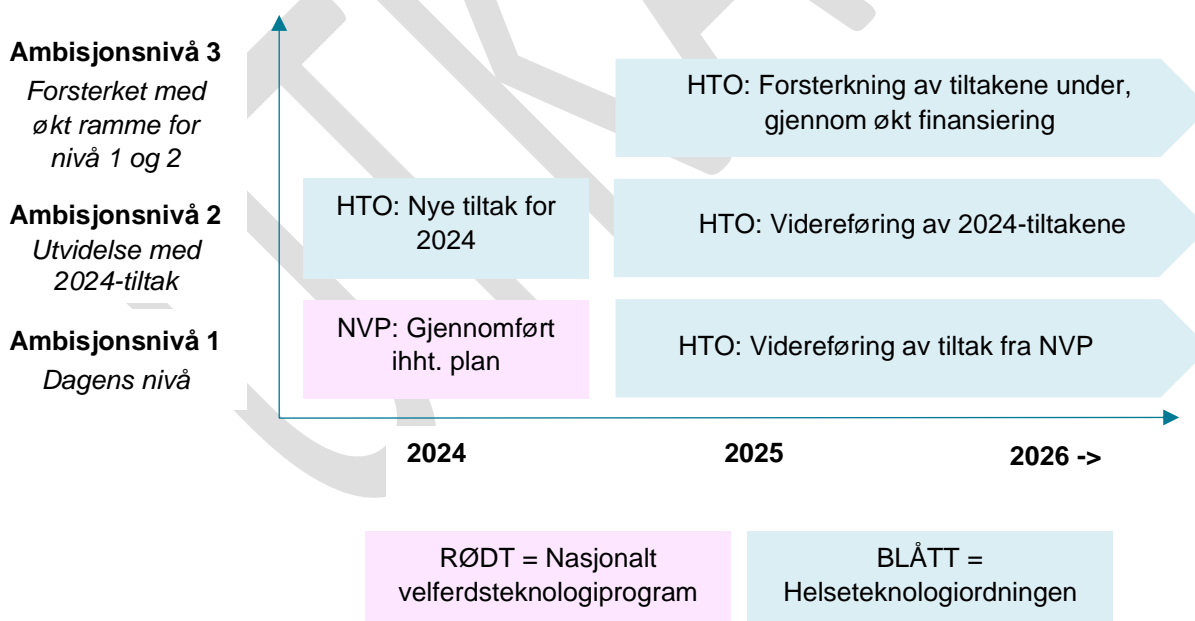 Ambisjonsnivå 3
Forsterket med
økt ramme for
nivå 1 og 2
HTO: Forsterkning av tiltakene under,
gjennom økt finansiering
Ambisjonsnivå 2
Utvidelse med
2024-tiltak
HTO: Nye tiltak for
2024
HTO: Videreføring av 2024-tiltakene
Ambisjonsnivå 1
Dagens nivå
NVP: Gjennomført
ihht. plan
HTO: Videreføring av tiltak fra NVP
2024
2025
2026 ->
RØDT = Nasjonalt
velferdsteknologiprogram
BLÅTT =
Helseteknologiordningen